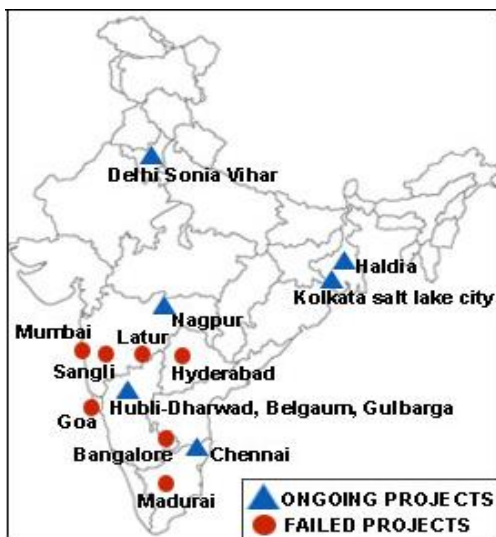 Delhi Sonia Vihar
Haldia
Kolkata salt lake city
Nagpur
Mumbai
Latur
Sangli
Hyderabad
Hubli-Dharwad, Belgaum, Gulbarga
Goa
Bangalore
Chennai
Madurai
ONGOING PROJECTS
FAILED PROJECTS